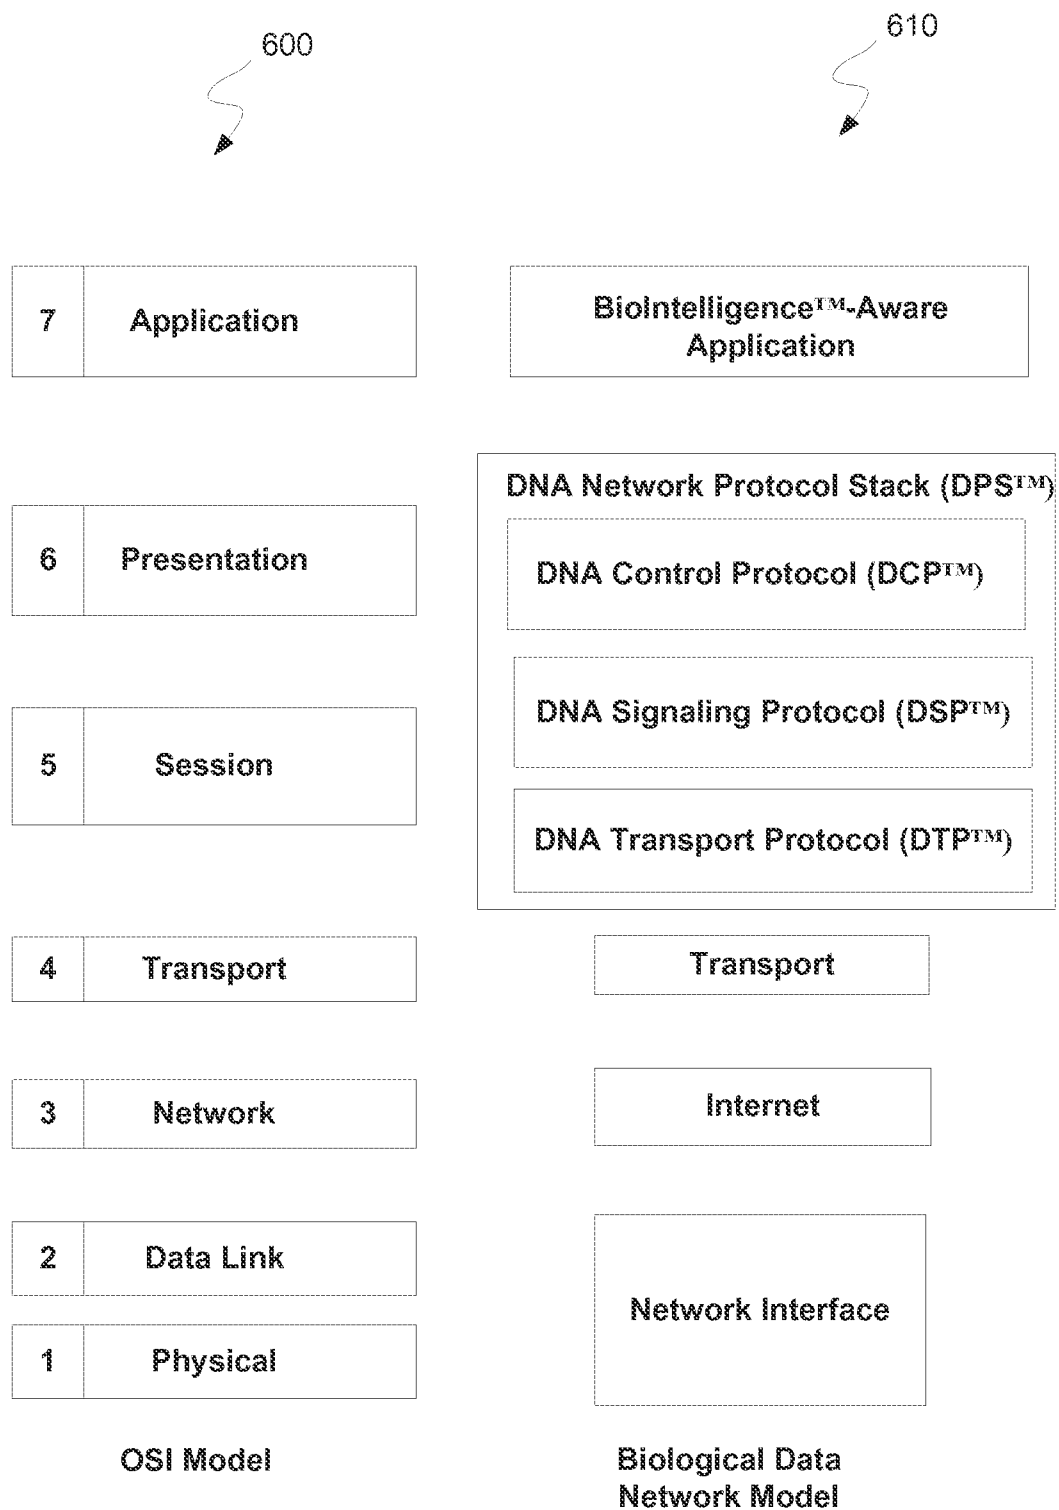 600
610
7 Application
BioIntelligence™-Aware
Application
DNA Network Protocol Stack (DPS™)
6 Presentation
DNA Control Protocol (DCP™)
DNA Signaling Protocol (DSP™)
5 Session
DNA Transport Protocol (DTP™)
4 Transport
Transport
3 Network
Internet
2 Data Link
Network Interface
1 Physical
OSI Model
Biological Data
Network Model